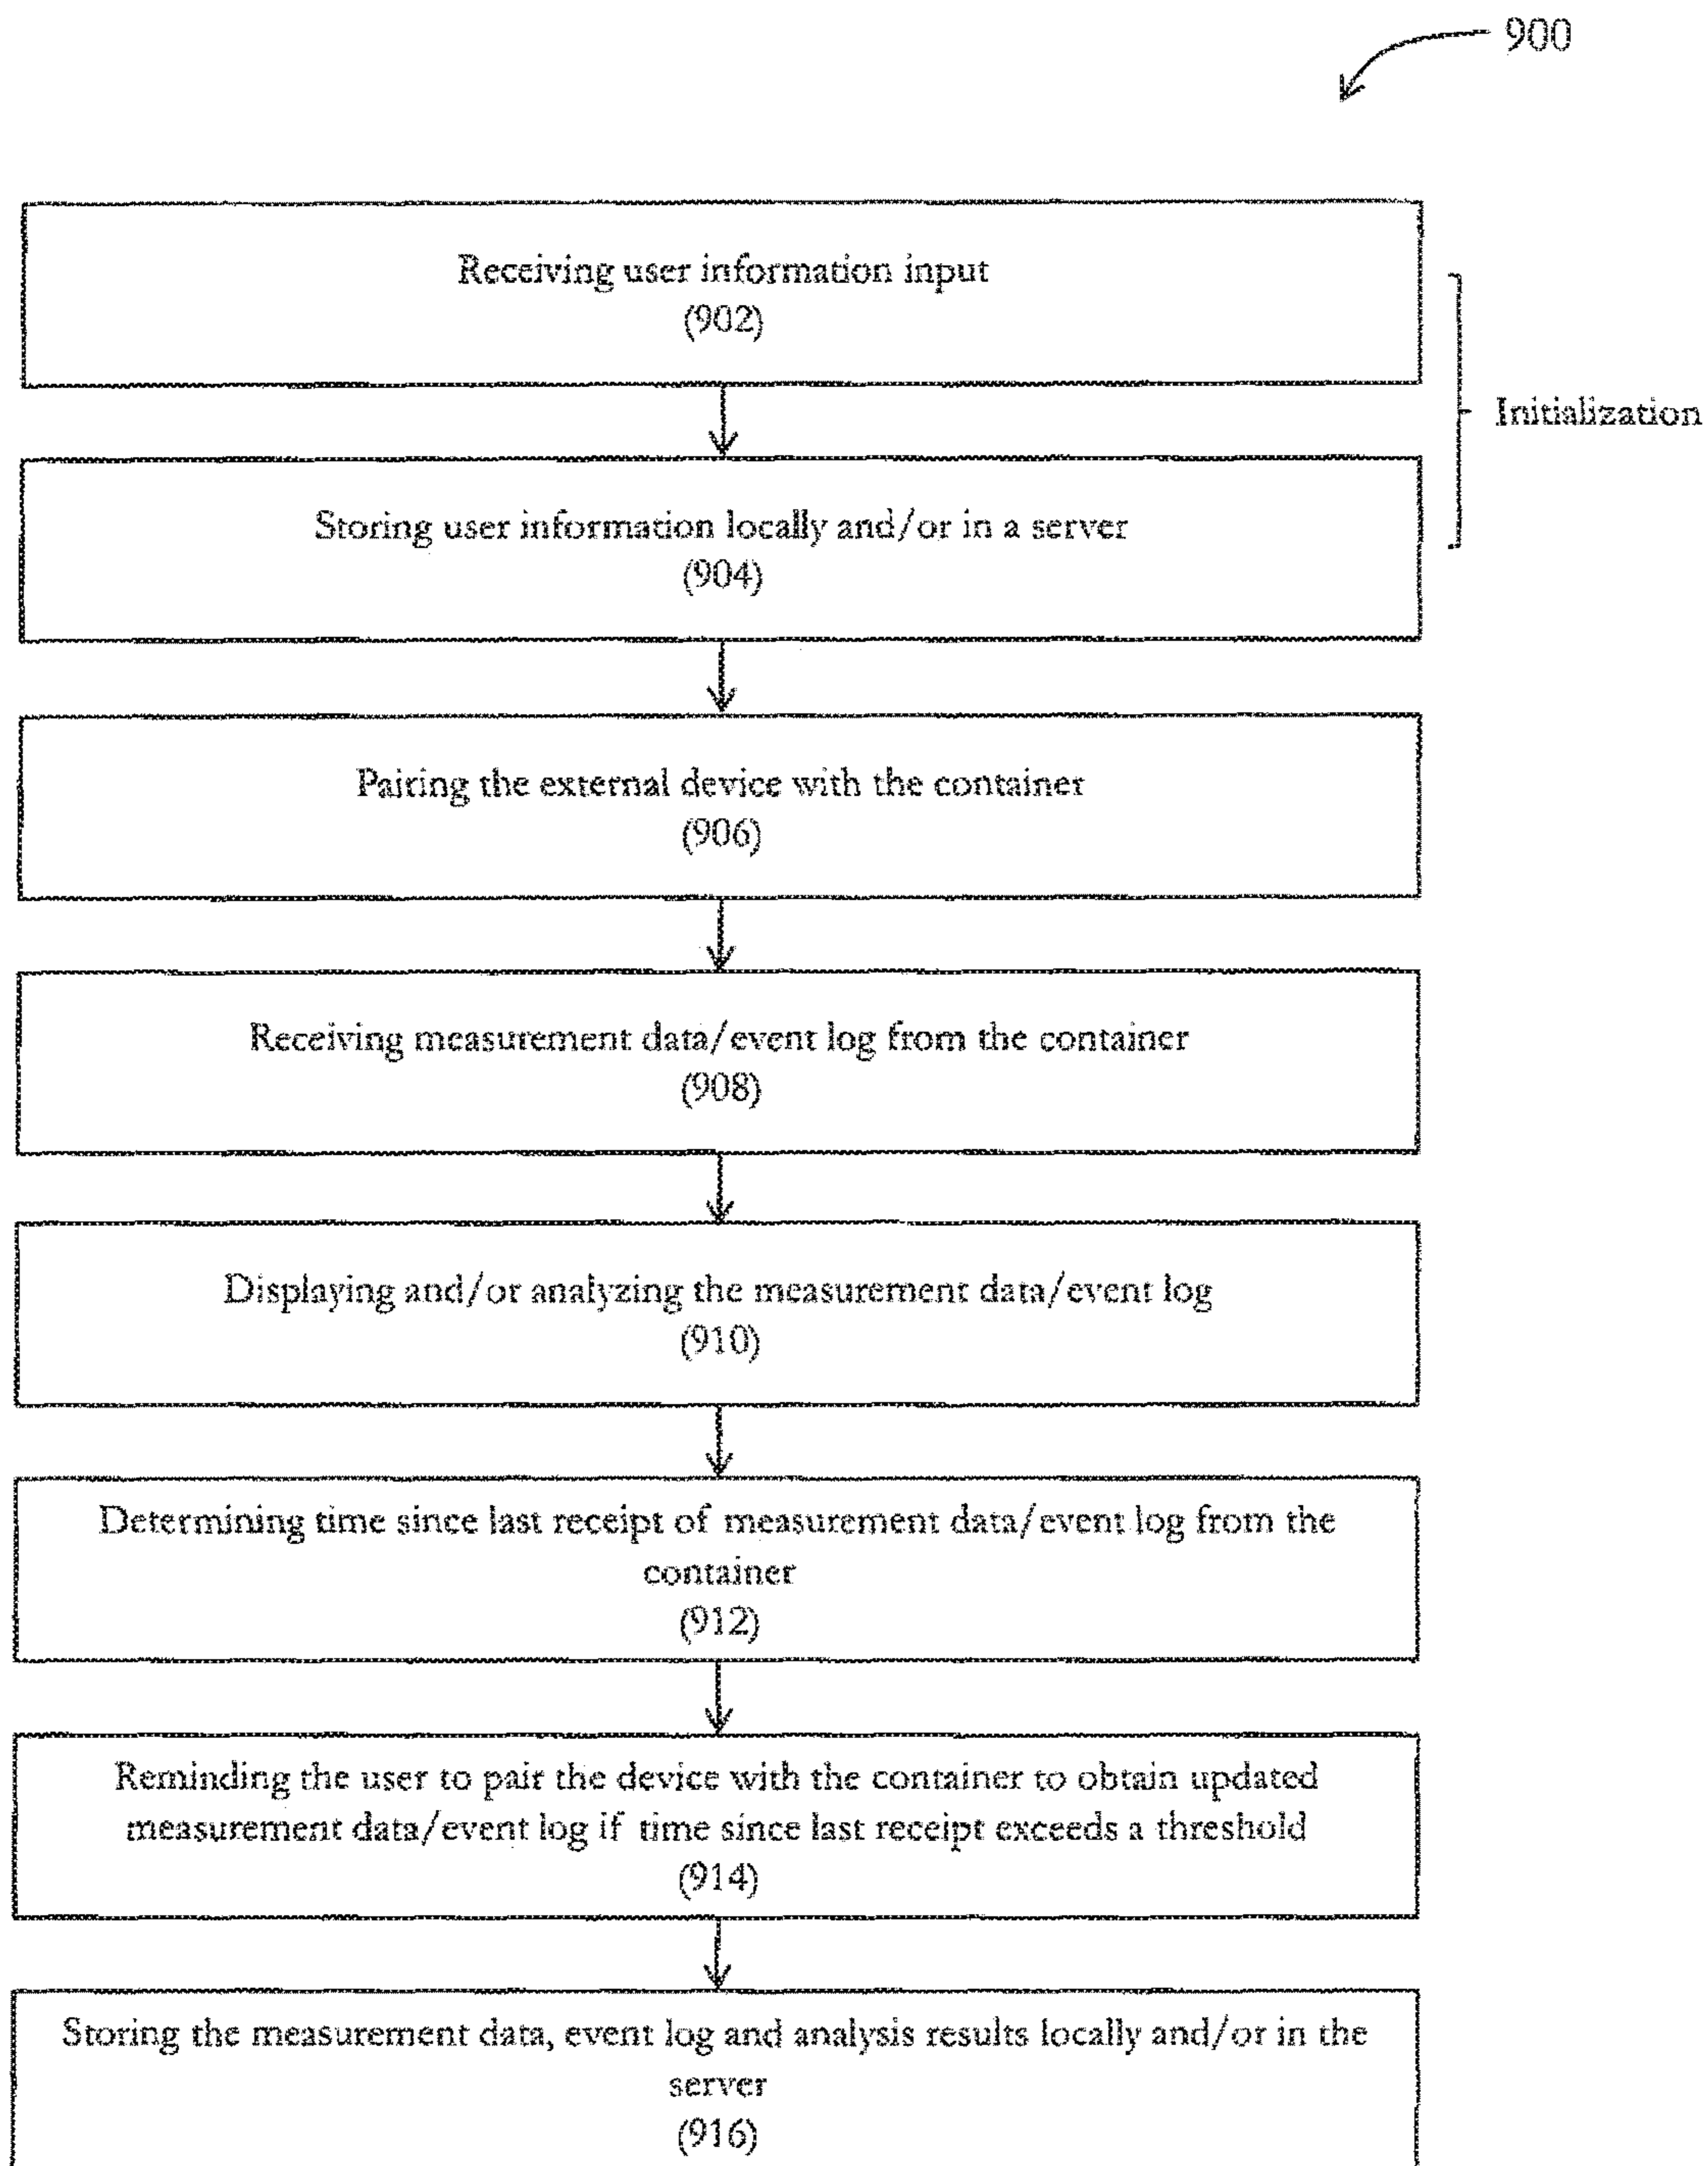 900
Receiving user information input
(902)
Initialization
Storing user information locally and/or in a server
(904)
Pairing the external device with the container
(906)
Receiving measurement data/event log from the container
(908)
Displaying and/or analyzing the measurement data/event log
(910)
Determining time since last receipt of measurement data/event log from the
container
(912)
Reminding the user to pair the device with the container to obtain updated
measurement data/event log if time since last receipt exceeds a threshold
(914)
Storing the measurement data, event log and analysis results locally and/or in the
server
(916)